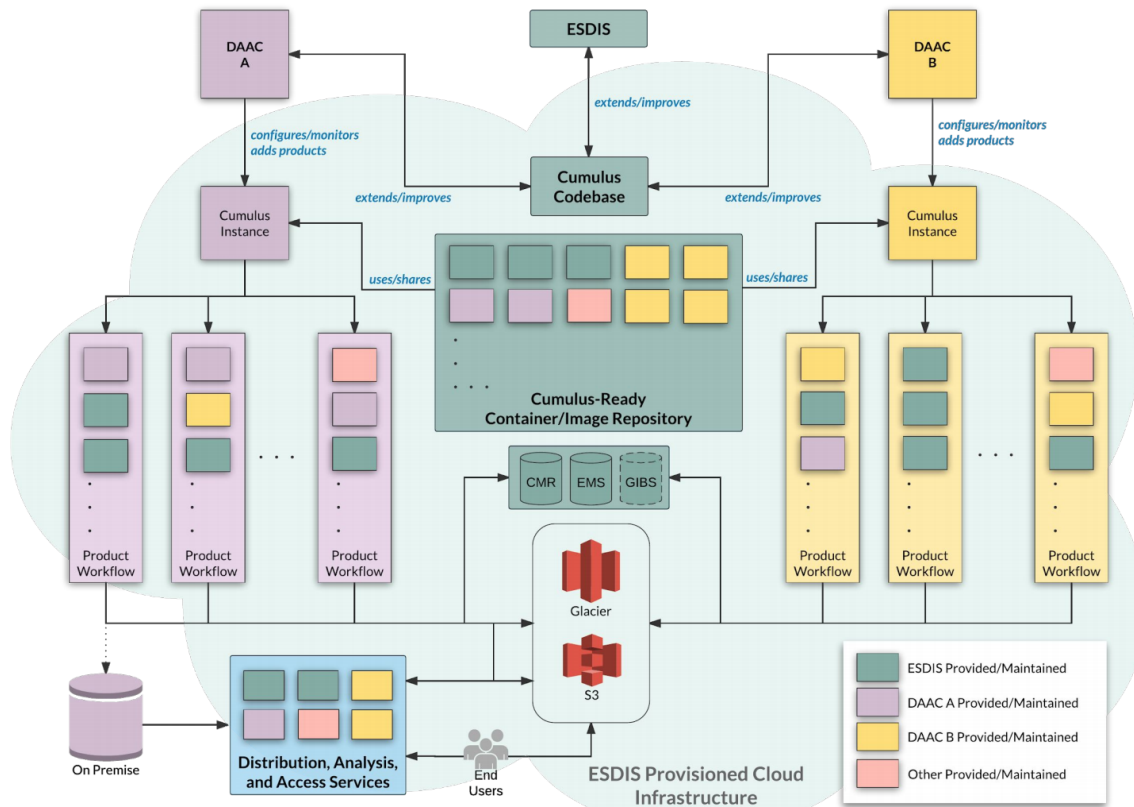 DAAC
A
ESDIS
DAAC
B
extends/improves
configures/monitors
adds products
configures/monitors
adds products
Cumulus
Codebase
extends/improves
extends/improves
Cumulus
Instance
Cumulus
Instance
uses/shares
uses/shares
Cumulus-Ready
Container/Image Repository
CMR
EMS
GIBS
Product
Workflow
Product
Workflow
Product
Workflow
Product
Workflow
Product
Workflow
Product
Workflow
Glacier
S3
On Premise
Distribution, Analysis,
and Access Services
End
Users
ESDIS Provisioned Cloud
Infrastructure
ESDIS Provided/Maintained
DAAC A Provided/Maintained
DAAC B Provided/Maintained
Other Provided/Maintained